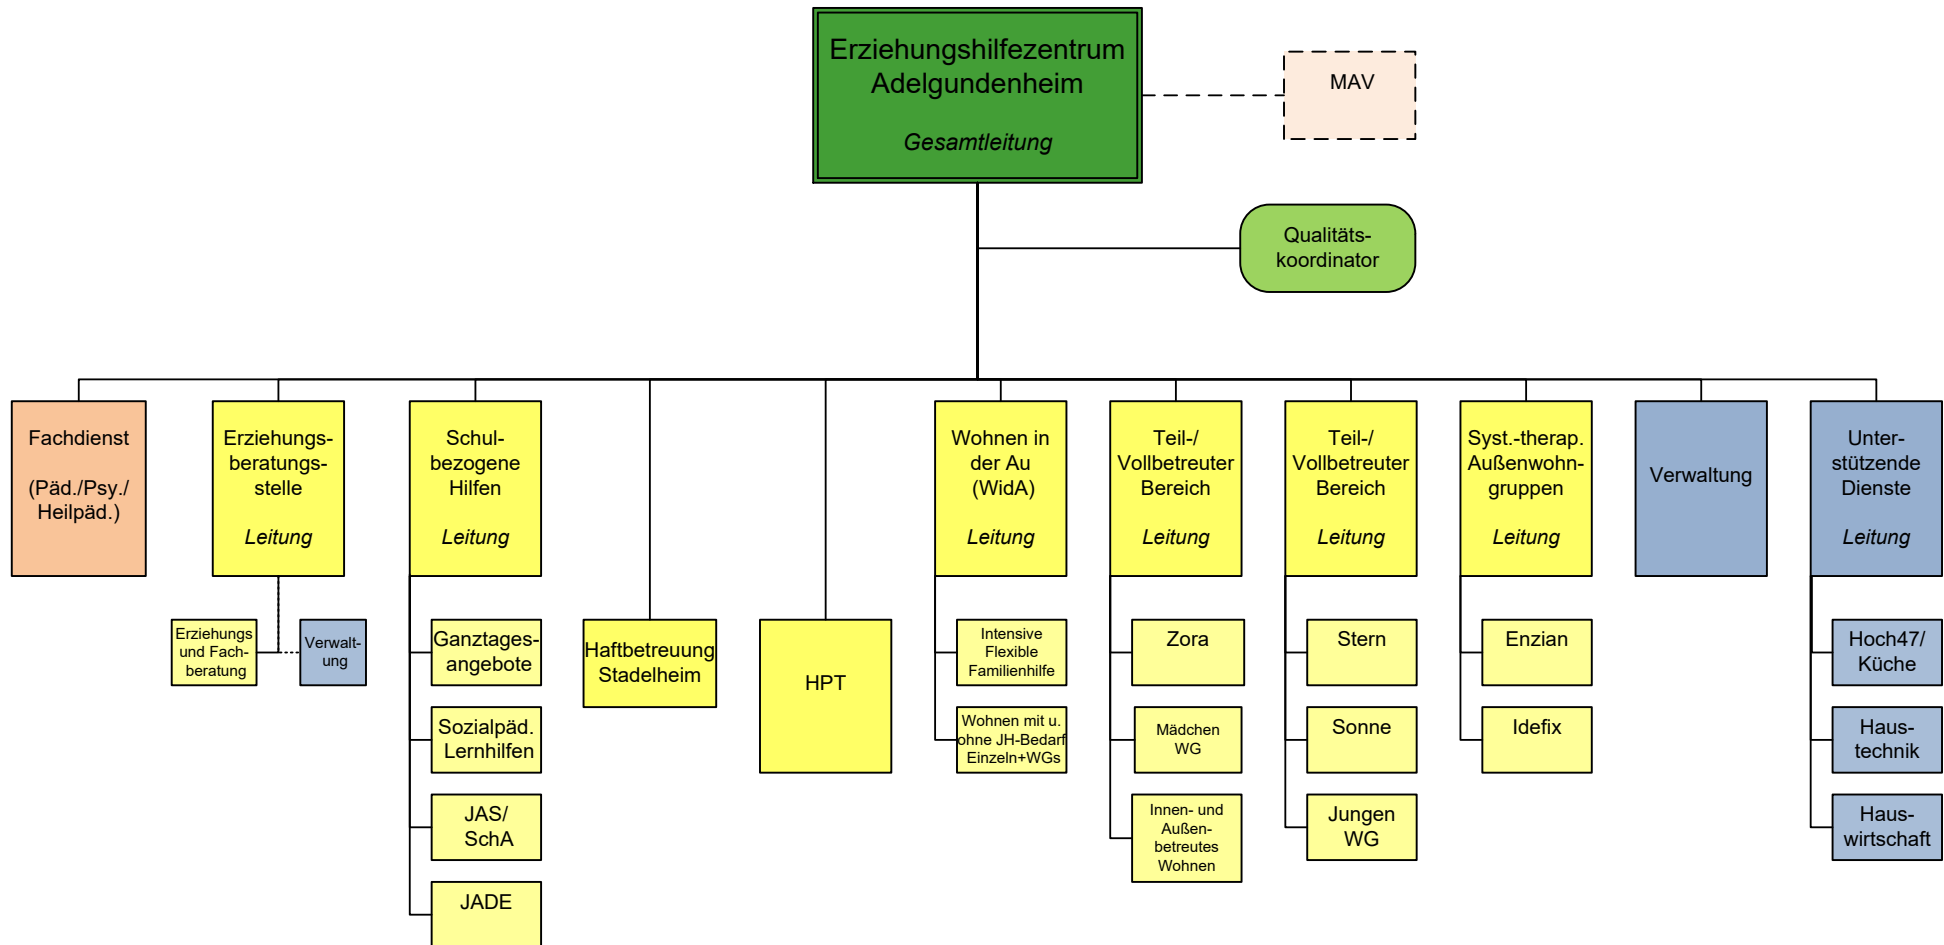 Erziehungshilfezentrum
Adelgundenheim
Gesamtleitung
MAV
Qualitäts-
koordinator
Fachdienst
(Päd./Psy./
Heilpäd.)
Erziehungs-
beratungs-
stelle
Leitung
Schul-
bezogene
Hilfen
Leitung
Wohnen in
der Au
(WidA)
Leitung
Teil-/
Vollbetreuter
Bereich
Leitung
Teil-/
Vollbetreuter
Bereich
Leitung
Syst.-therap.
Außenwohn-
gruppen
Leitung
Verwaltung
Unter-
stützende
Dienste
Leitung
Erziehungs
und Fach-
beratung
Verwalt-
ung
Ganztages-
angebote
Sozialpäd.
Lernhilfen
JAS/
SchA
JADE
Haftbetreuung
Stadelheim
HPT
Intensive
Flexible
Familienhilfe
Wohnen mit u.
ohne JH-Bedarf
Einzeln+WGs
Zora
Mädchen
WG
Innen- und
Außen-
betreutes
Wohnen
Stern
Sonne
Jungen
WG
Enzian
Idefix
Hoch47/
Küche
Haus-
technik
Haus-
wirtschaft